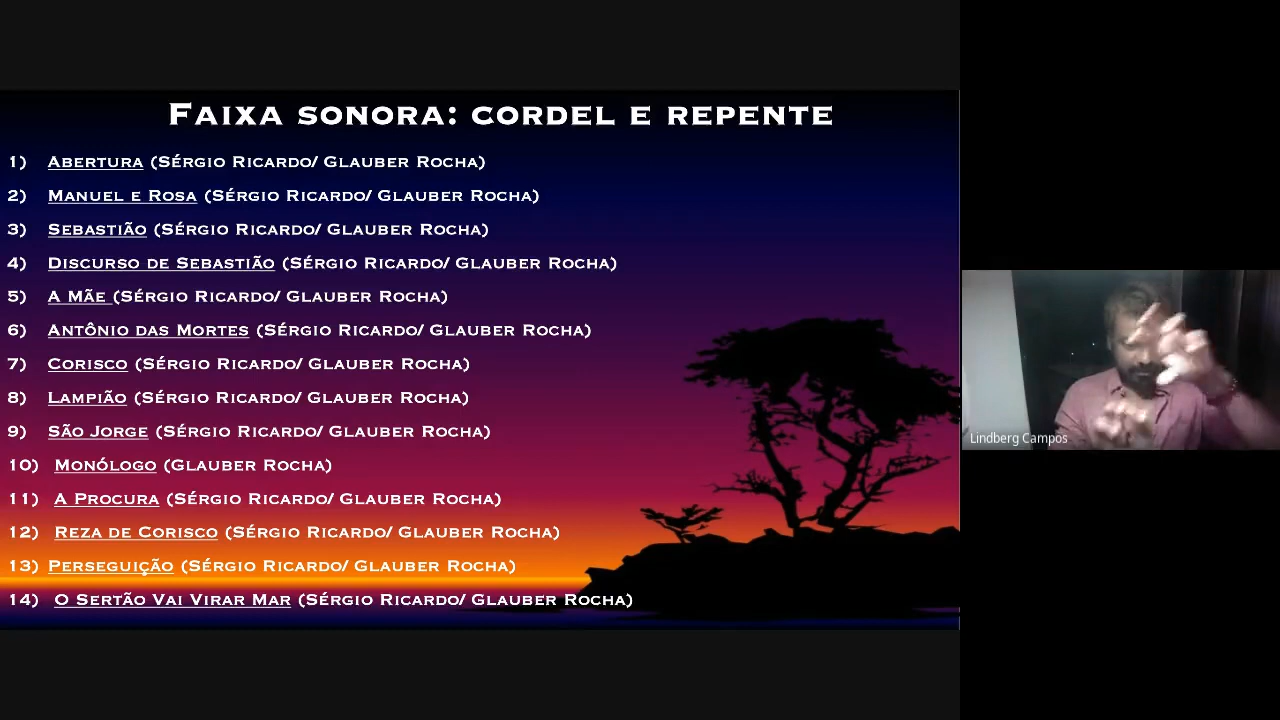 Faixa sonora: cordel e repente
1) Abertura (Sérgio Ricardo/ Glauber Rocha)
2) Manuel e Rosa (Sérgio Ricardo/ Glauber Rocha)
3) Sebastião (Sérgio Ricardo/ Glauber Rocha)
4) Discurso de Sebastião (Sérgio Ricardo/ Glauber Rocha)
5) A Mãe (Sérgio Ricardo/ Glauber Rocha)
6) Antônio das Mortes (Sérgio Ricardo/ Glauber Rocha)
7) Corisco (Sérgio Ricardo/ Glauber Rocha)
8) Lampião (Sérgio Ricardo/ Glauber Rocha)
9) São Jorge (Sérgio Ricardo/ Glauber Rocha)
10) Monólogo (Glauber Rocha)
11) A Procura (Sérgio Ricardo/ Glauber Rocha)
12) Reza de Corisco (Sérgio Ricardo/ Glauber Rocha)
13) Perseguição (Sérgio Ricardo/ Glauber Rocha)
14) O Sertão Vai Virar Mar (Sérgio Ricardo/ Glauber Rocha)
Lindberg Campos